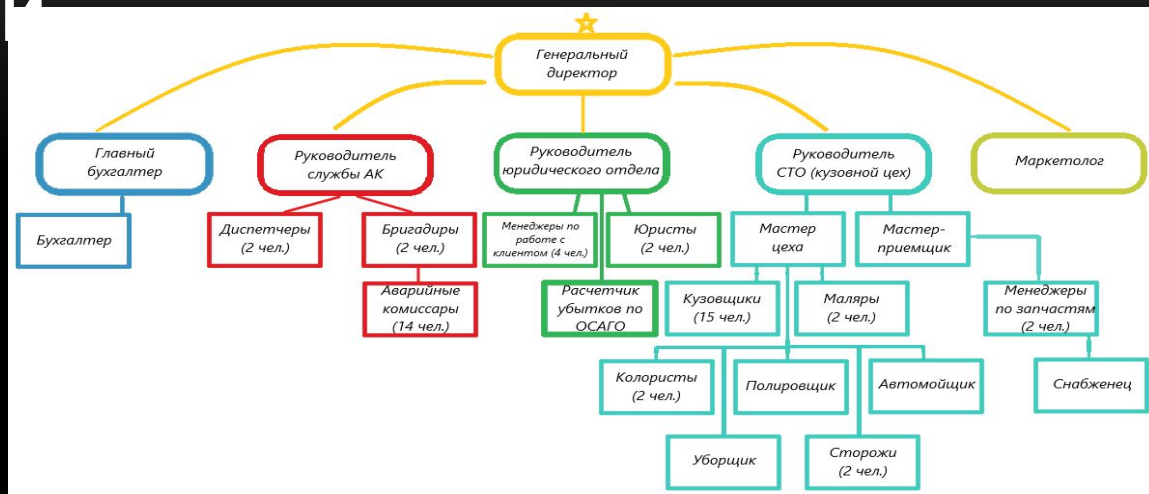 Генеральный
директор
Главный
бухгалтер
Руководитель
службы АК
Руководитель
юридического отдела
Руководитель
СТО (кузовной цех)
Маркетолог
Бухгалтер
Диспетчеры
(2 чел.)
Бригадиры
(2 чел.)
Менеджеры по
работе с
клиентом (4 чел.)
Юристы
(2 чел.)
Мастер
цеха
Мастер-
приемщик
Аварийные
комиссары
(14 чел.)
Расчетчик
убытков по
ОСАГО
Кузовщики
(15 чел.)
Маляры
(2 чел.)
Менеджеры
по запчастям
(2 чел.)
Колористы
(2 чел.)
Полировщик
Автомойщик
Снабженец
Уборщик
Сторожи
(2 чел.)